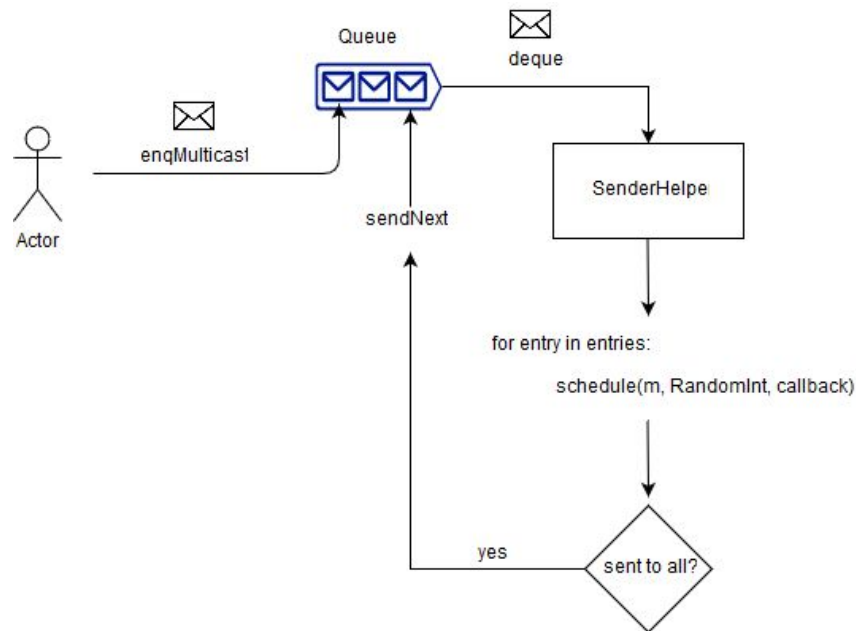 Queue
deque
enqMulticast
Actor
SenderHelpe
sendNext
for entry in entries:
schedule(m, RandomInt, callback)
yes
sent to all?